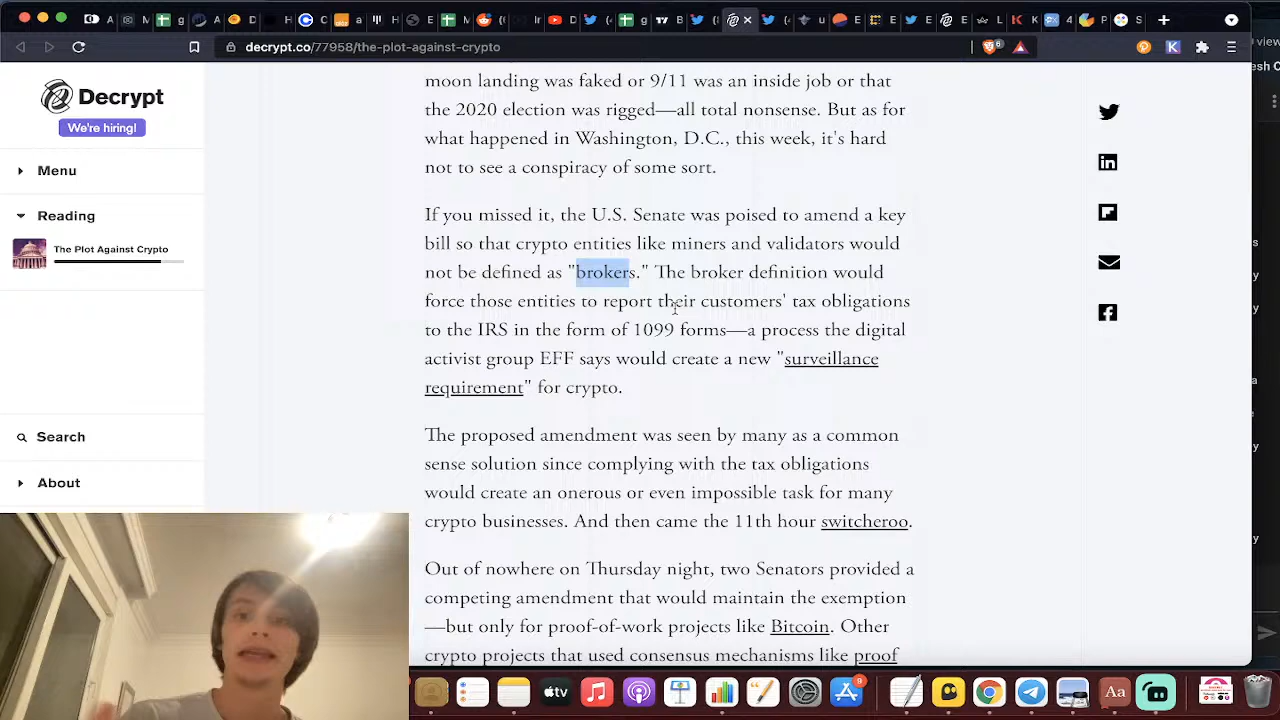 decrypt.co/77958/the-plot-against-crypto
6
view
Decrypt
We're hiring!
Menu
Reading
The Plot Against Crypto
Search
About
moon landing was faked or 9/11 was an inside job or that
the 2020 election was rigged—all total nonsense. But as for
what happened in Washington, D.C., this week, it's hard
not to see a conspiracy of some sort.
If you missed it, the U.S. Senate was poised to amend a key
bill so that crypto entities like miners and validators would
not be defined as "brokers." The broker definition would
force those entities to report their customers' tax obligations
to the IRS in the form of 1099 forms—a process the digital
activist group EFF says would create a new "surveillance
requirement" for crypto.
The proposed amendment was seen by many as a common
sense solution since complying with the tax obligations
would create an onerous or even impossible task for many
crypto businesses. And then came the 11th hour switcheroo.
Out of nowhere on Thursday night, two Senators provided a
competing amendment that would maintain the exemption
—but only for proof-of-work projects like Bitcoin. Other
crypto projects that used consensus mechanisms like proof
tv
9
Aa